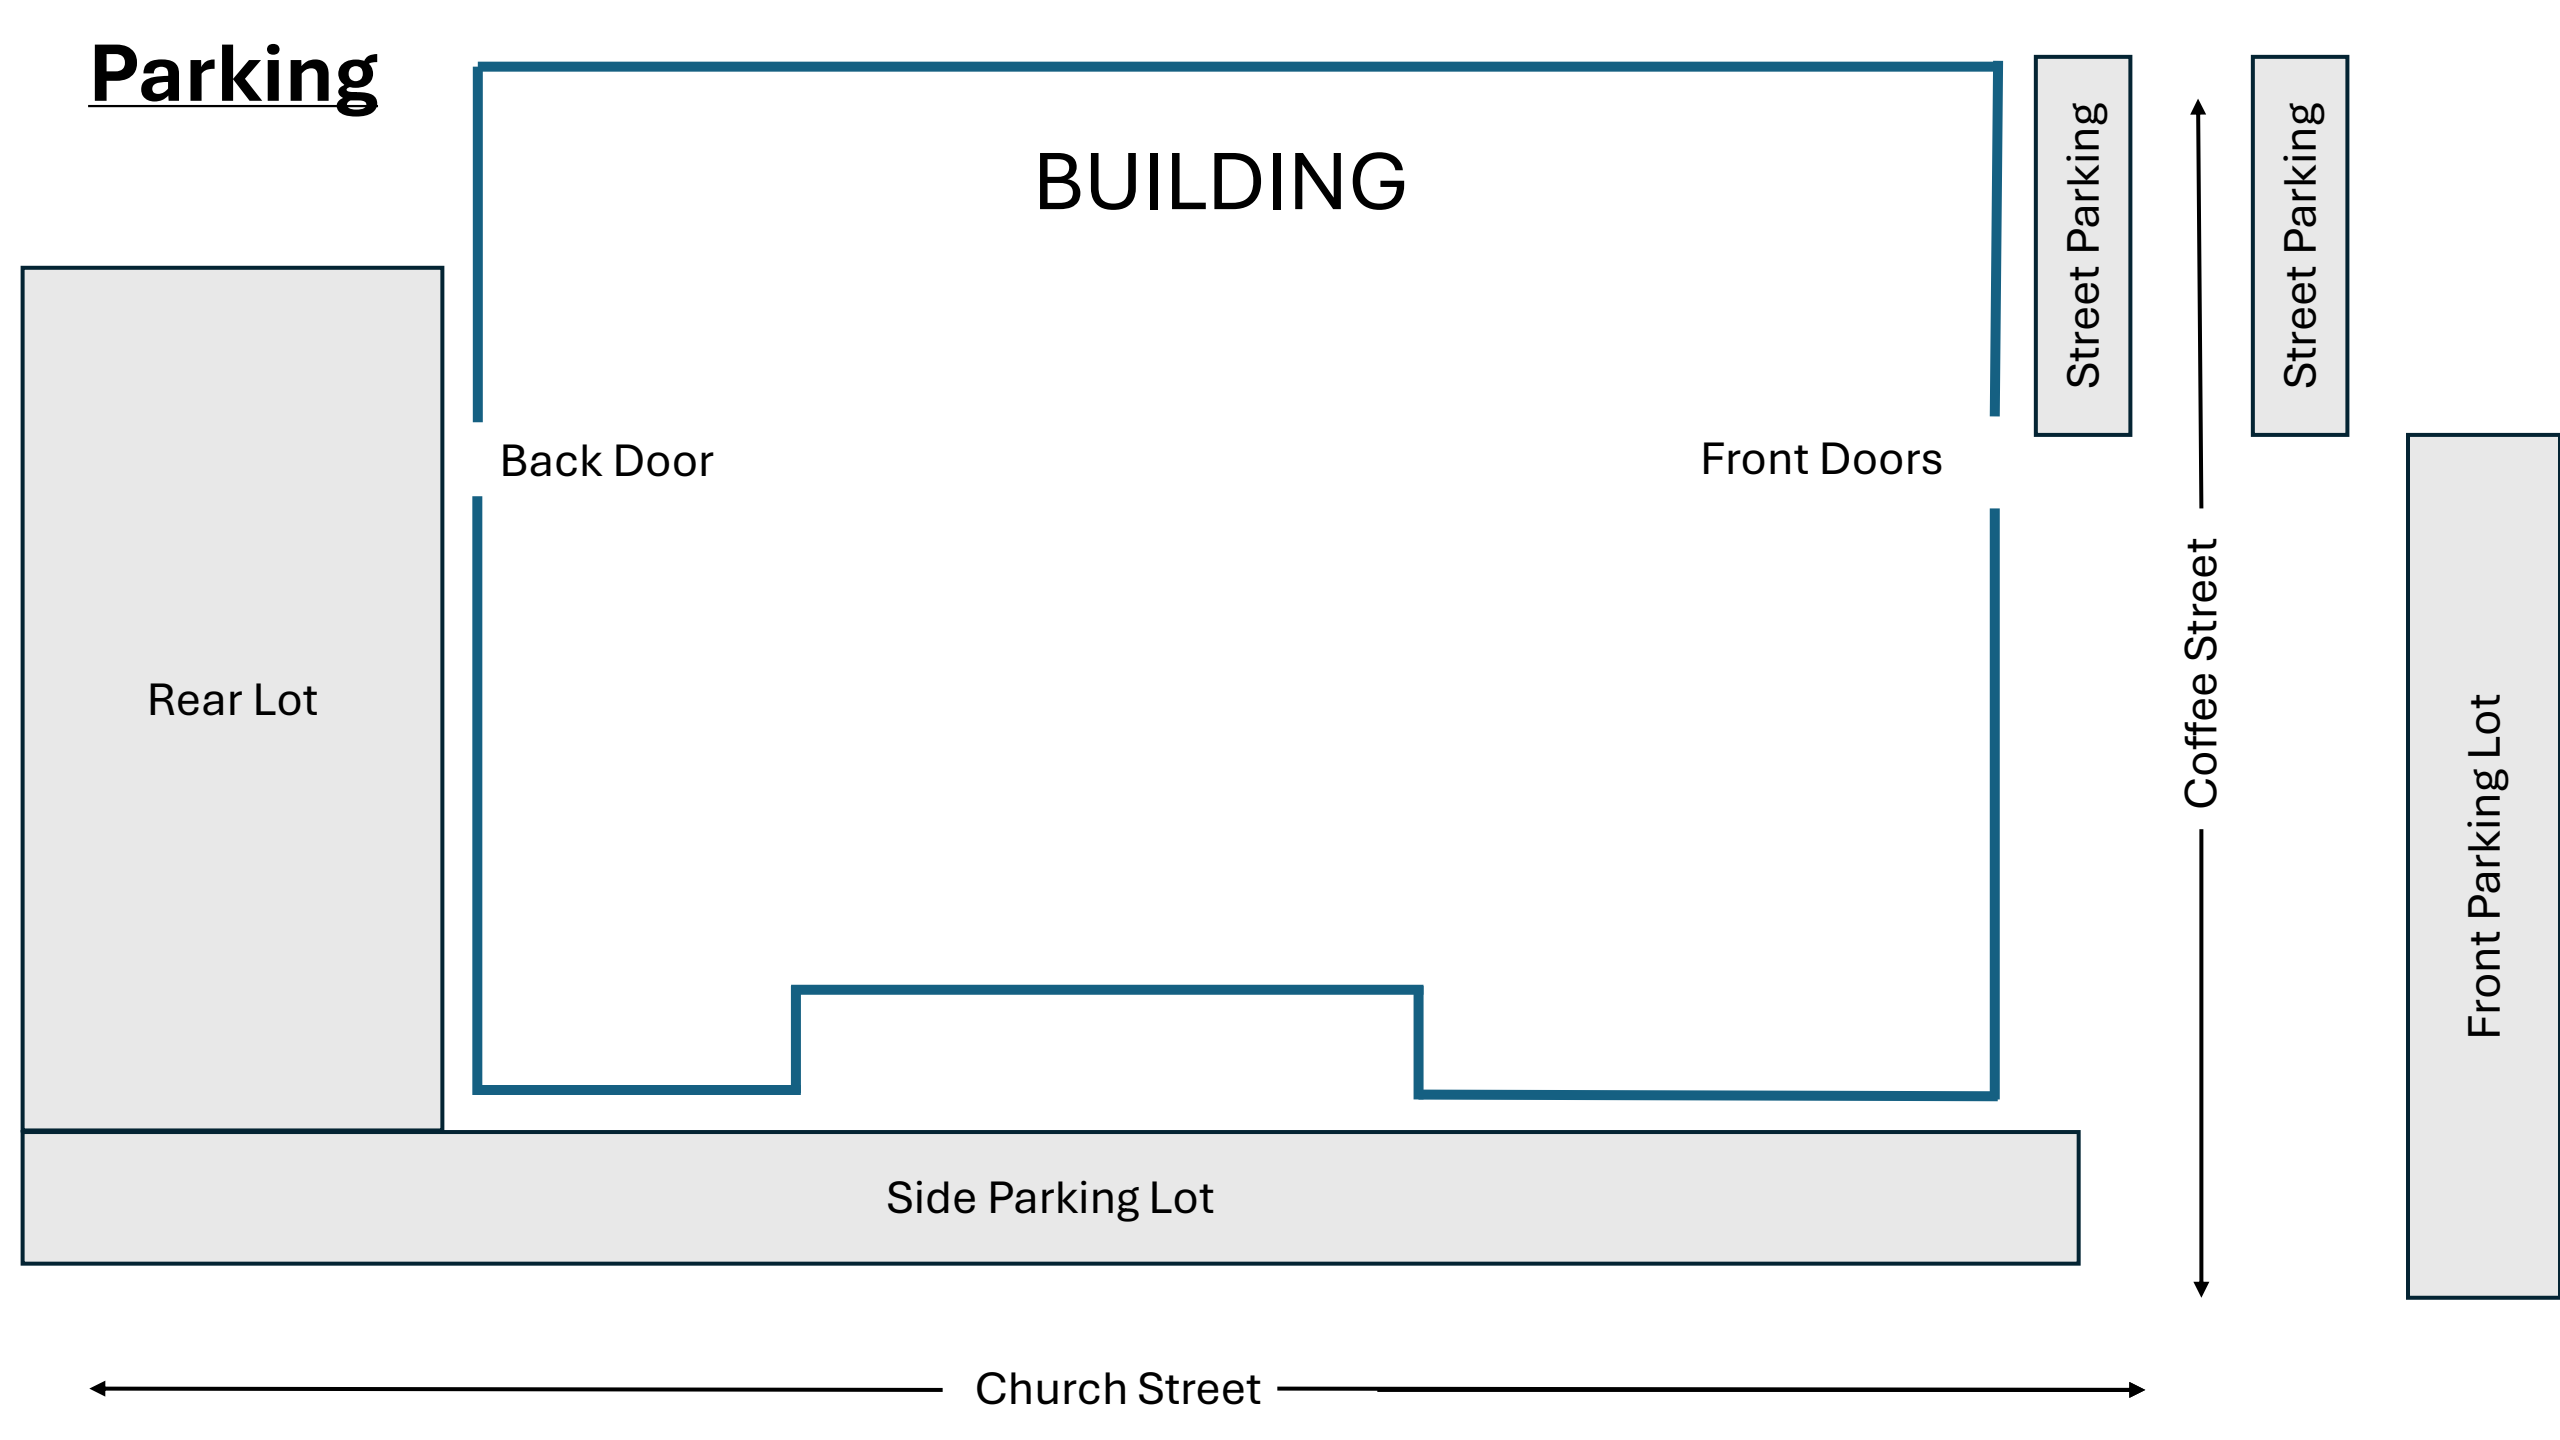 Parking
BUILDING
Street Parking
Street Parking
Back Door
Front Doors
Rear Lot
Coffee Street
Front Parking Lot
Side Parking Lot
Church Street